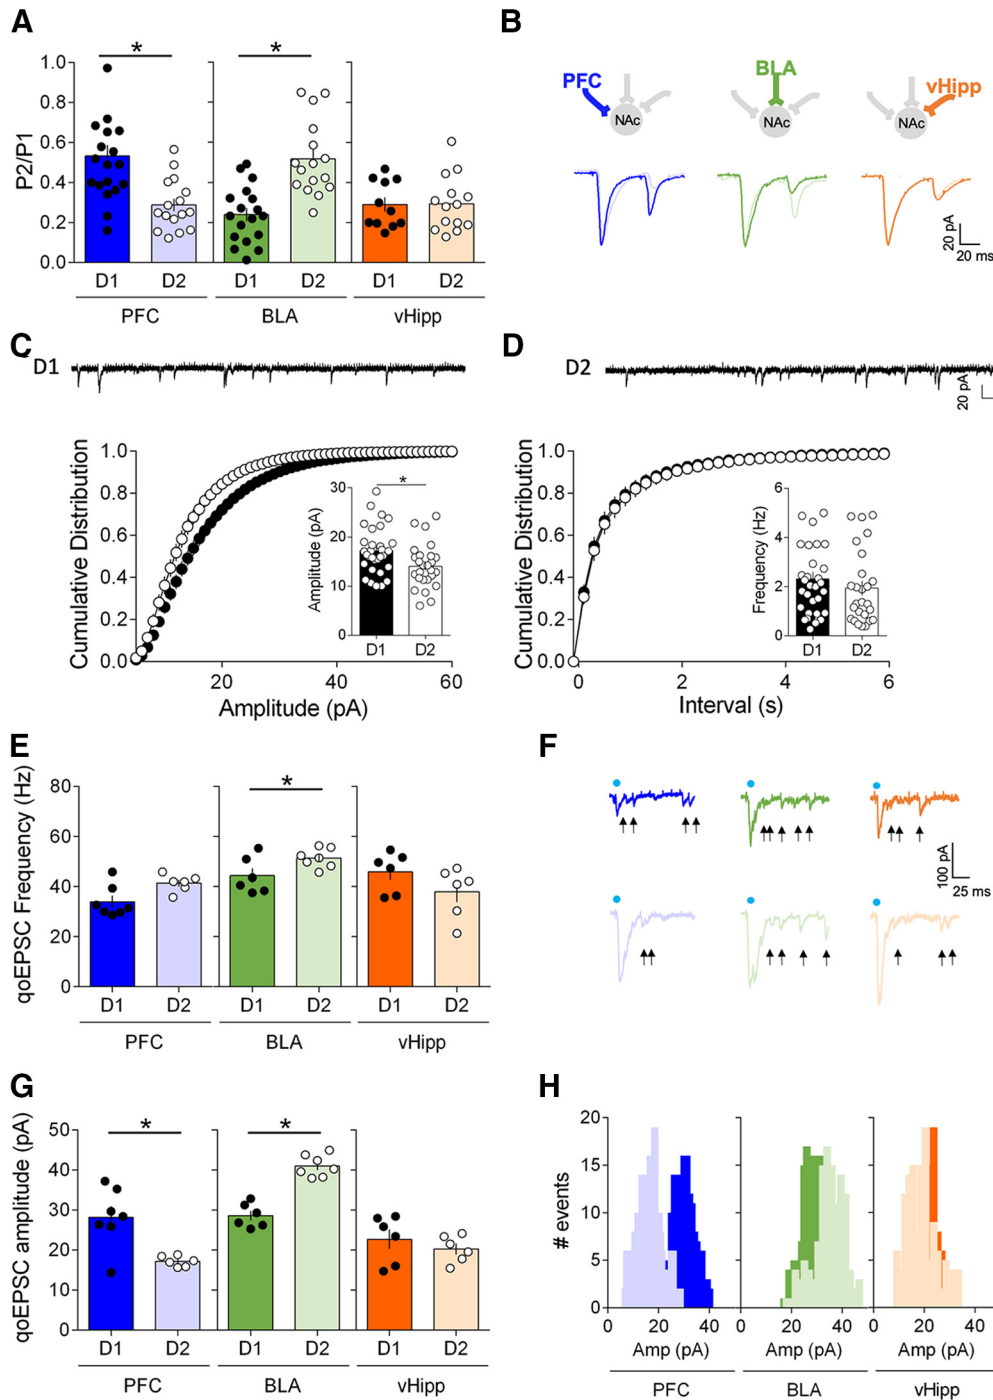 A
P2/P1
1.0
0.8
0.6
0.4
0.2
0.0
*
*
D1 D2 D1 D2 D1 D2
PFC BLA vHipp
B
PFC BLA vHipp
NAc NAc NAc
20 pA
20 ms
C
D1
Cumulative Distribution
1.0
0.8
0.6
0.4
0.2
0.0
20 40 60
Amplitude (pA)
Amplitude (pA)
30
20
10
0
*
D1 D2
D
D2
20 pA
Cumulative Distribution
1.0
0.8
0.6
0.4
0.2
0.0
0 2 4 6
Interval (s)
Frequency (Hz)
6
4
2
0
D1 D2
E
qoEPSC Frequency (Hz)
80
60
40
20
0
*
D1 D2 D1 D2 D1 D2
PFC BLA vHipp
F
100 pA
25 ms
G
qoEPSC amplitude (pA)
50
40
30
20
10
0
*
*
D1 D2 D1 D2 D1 D2
PFC BLA vHipp
H
# events
20
15
10
5
0
0 20 40 0 20 40 0 20 40
Amp (pA) Amp (pA) Amp (pA)
PFC BLA vHipp